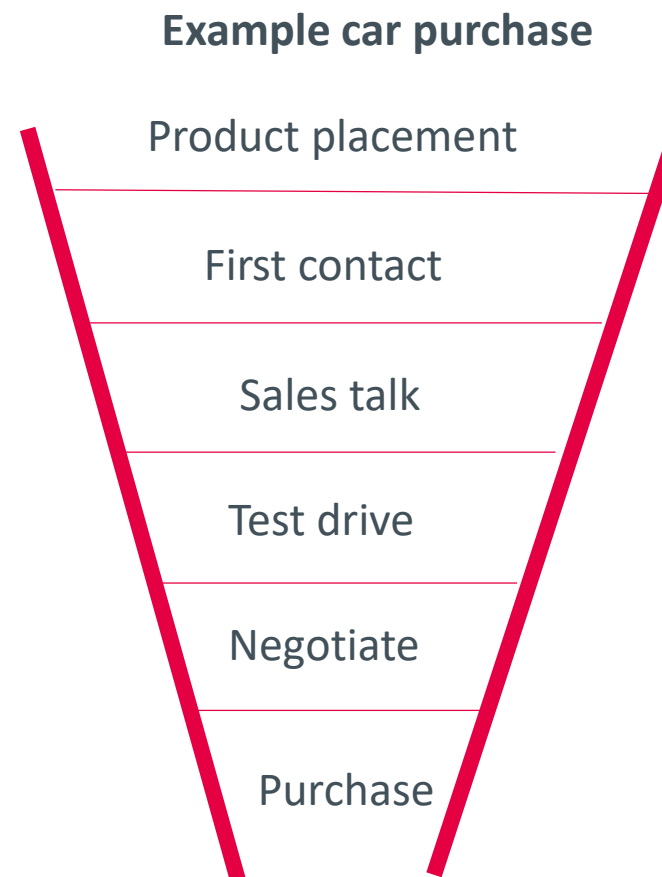 Example car purchase
Product placement
First contact
Sales talk
Test drive
Negotiate
Purchase